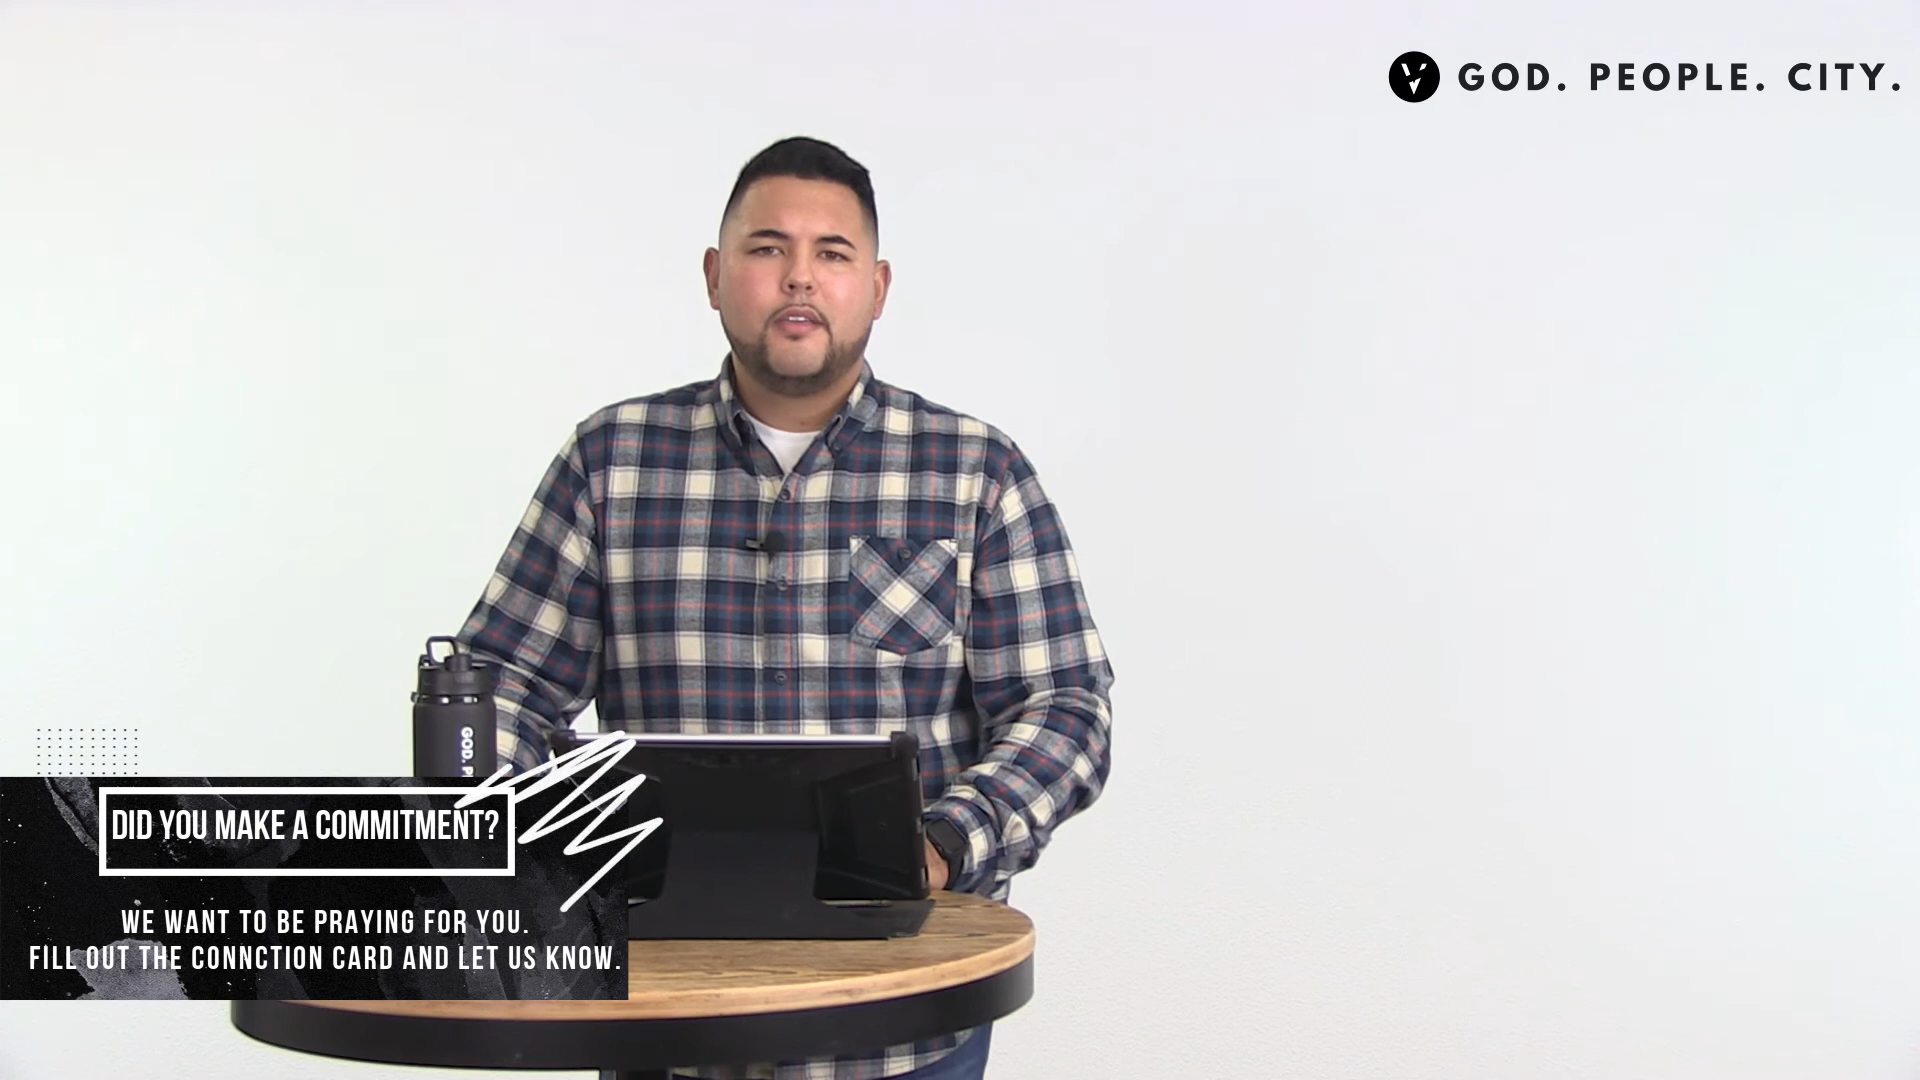 GOD. PEOPLE. CITY.
GOD. P
DID YOU MAKE A COMMITMENT?
WE WANT TO BE PRAYING FOR YOU.
FILL OUT THE CONNCTION CARD AND LET US KNOW.